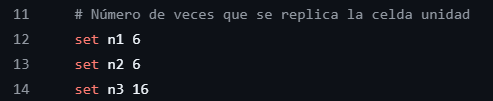 11 # Número de veces que se replica la celda unidad
12 set n1 6
13 set n2 6
14 set n3 16